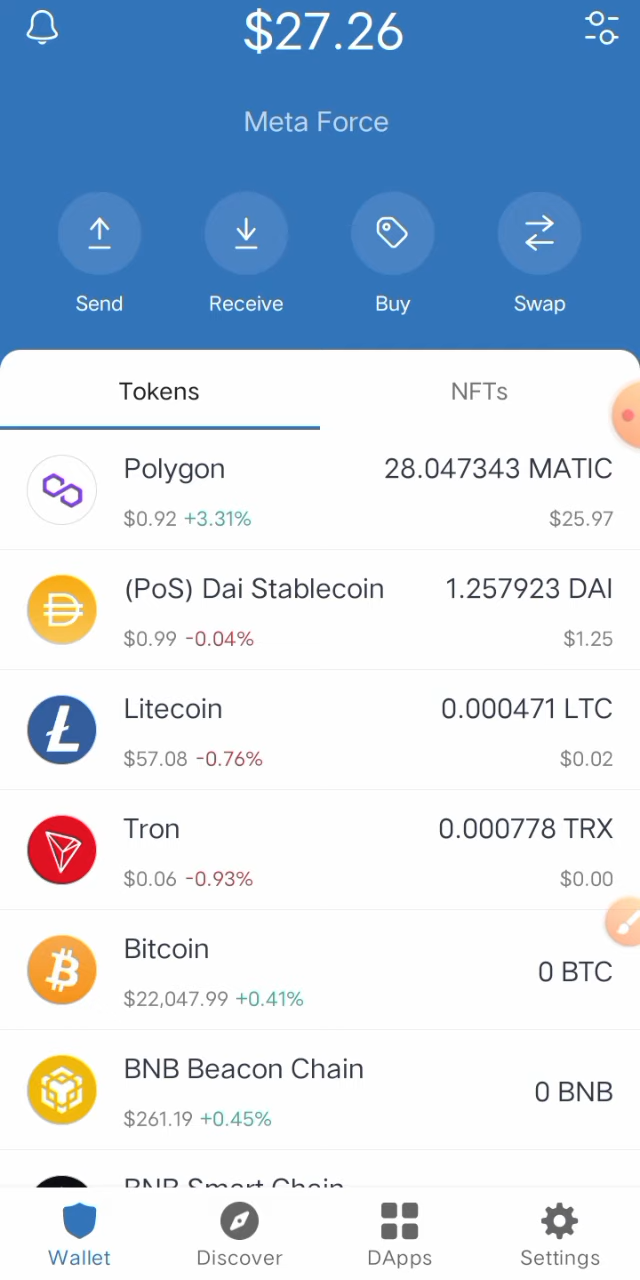 $27.26
Meta Force
Send Receive Buy Swap
Tokens NFTs
Polygon 28.047343 MATIC
$0.92 +3.31% $25.97
(PoS) Dai Stablecoin 1.257923 DAI
$0.99 -0.04% $1.25
Litecoin 0.000471 LTC
$57.08 -0.76% $0.02
Tron 0.000778 TRX
$0.06 -0.93% $0.00
Bitcoin
0 BTC
$22,047.99 +0.41%
BNB Beacon Chain
0 BNB
$261.19 +0.45%
BNB Smart Chain
Wallet Discover DApps Settings